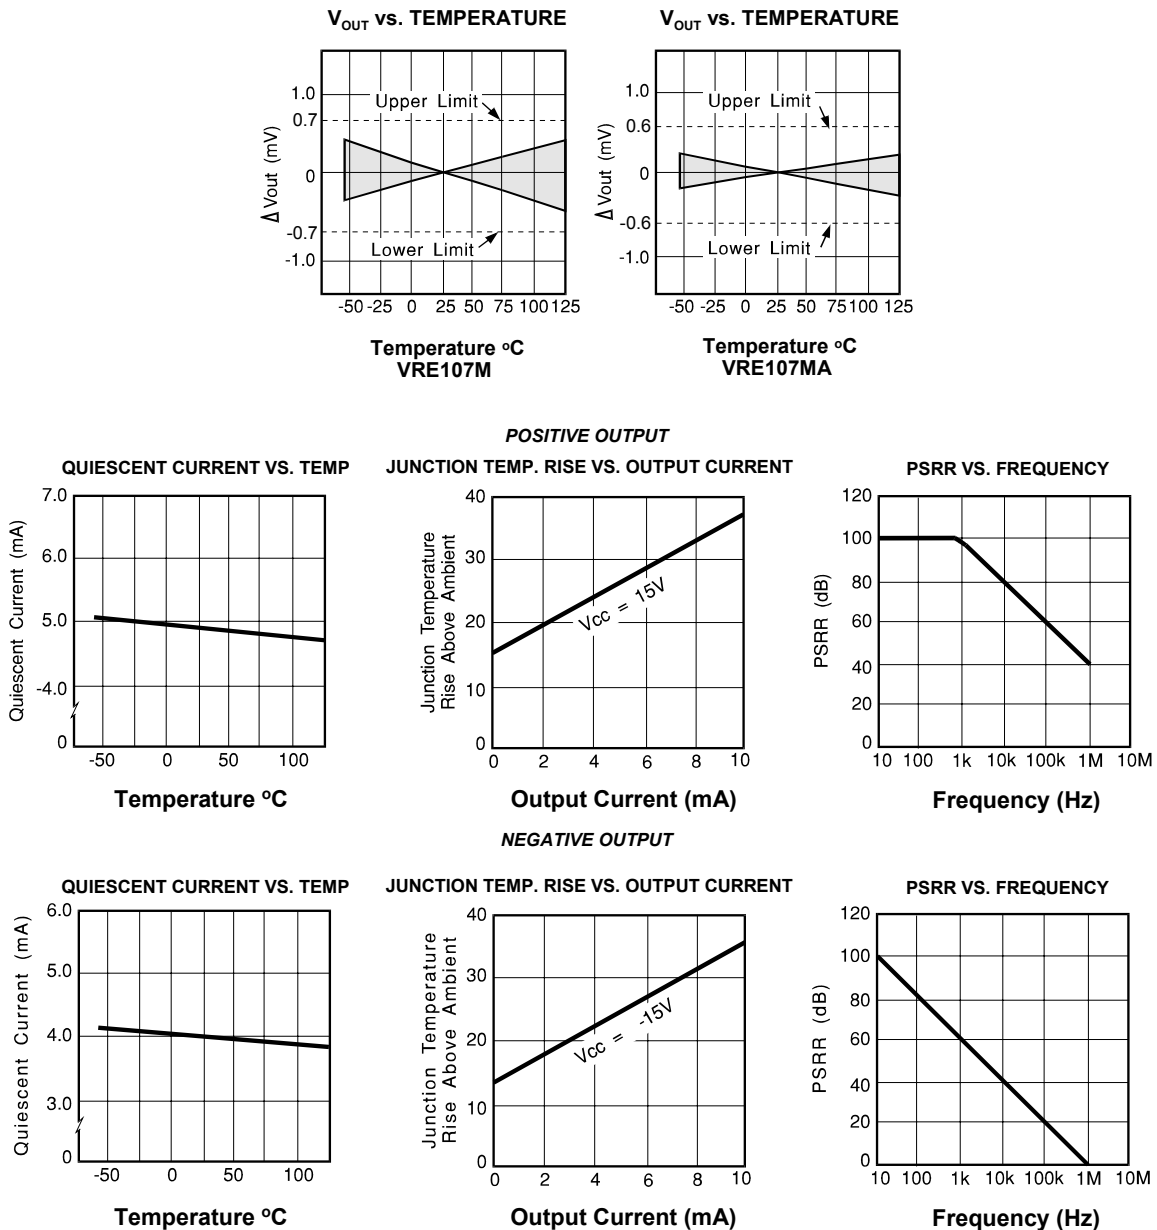 V_OUT vs. TEMPERATURE
1.0
0.7
0
-0.7
-1.0
Δ Vout (mV)
Upper Limit
Lower Limit
-50 -25 0 25 50 75 100 125
Temperature °C
VRE107M
V_OUT vs. TEMPERATURE
1.0
0.6
0
-0.6
-1.0
Δ Vout (mV)
Upper Limit
Lower Limit
-50 -25 0 25 50 75 100 125
Temperature °C
VRE107MA
POSITIVE OUTPUT
QUIESCENT CURRENT VS. TEMP
7.0
6.0
5.0
-4.0
0
Quiescent Current (mA)
-50 0 50 100
Temperature °C
JUNCTION TEMP. RISE VS. OUTPUT CURRENT
40
30
20
10
0
Junction Temperature
Rise Above Ambient
Vcc = 15V
0 2 4 6 8 10
Output Current (mA)
PSRR VS. FREQUENCY
120
100
80
60
40
20
0
PSRR (dB)
10 100 1k 10k 100k 1M 10M
Frequency (Hz)
NEGATIVE OUTPUT
QUIESCENT CURRENT VS. TEMP
6.0
5.0
4.0
3.0
0
Quiescent Current (mA)
-50 0 50 100
Temperature °C
JUNCTION TEMP. RISE VS. OUTPUT CURRENT
40
30
20
10
0
Junction Temperature
Rise Above Ambient
Vcc = -15V
0 2 4 6 8 10
Output Current (mA)
PSRR VS. FREQUENCY
120
100
80
60
40
20
0
PSRR (dB)
10 100 1k 10k 100k 1M 10M
Frequency (Hz)